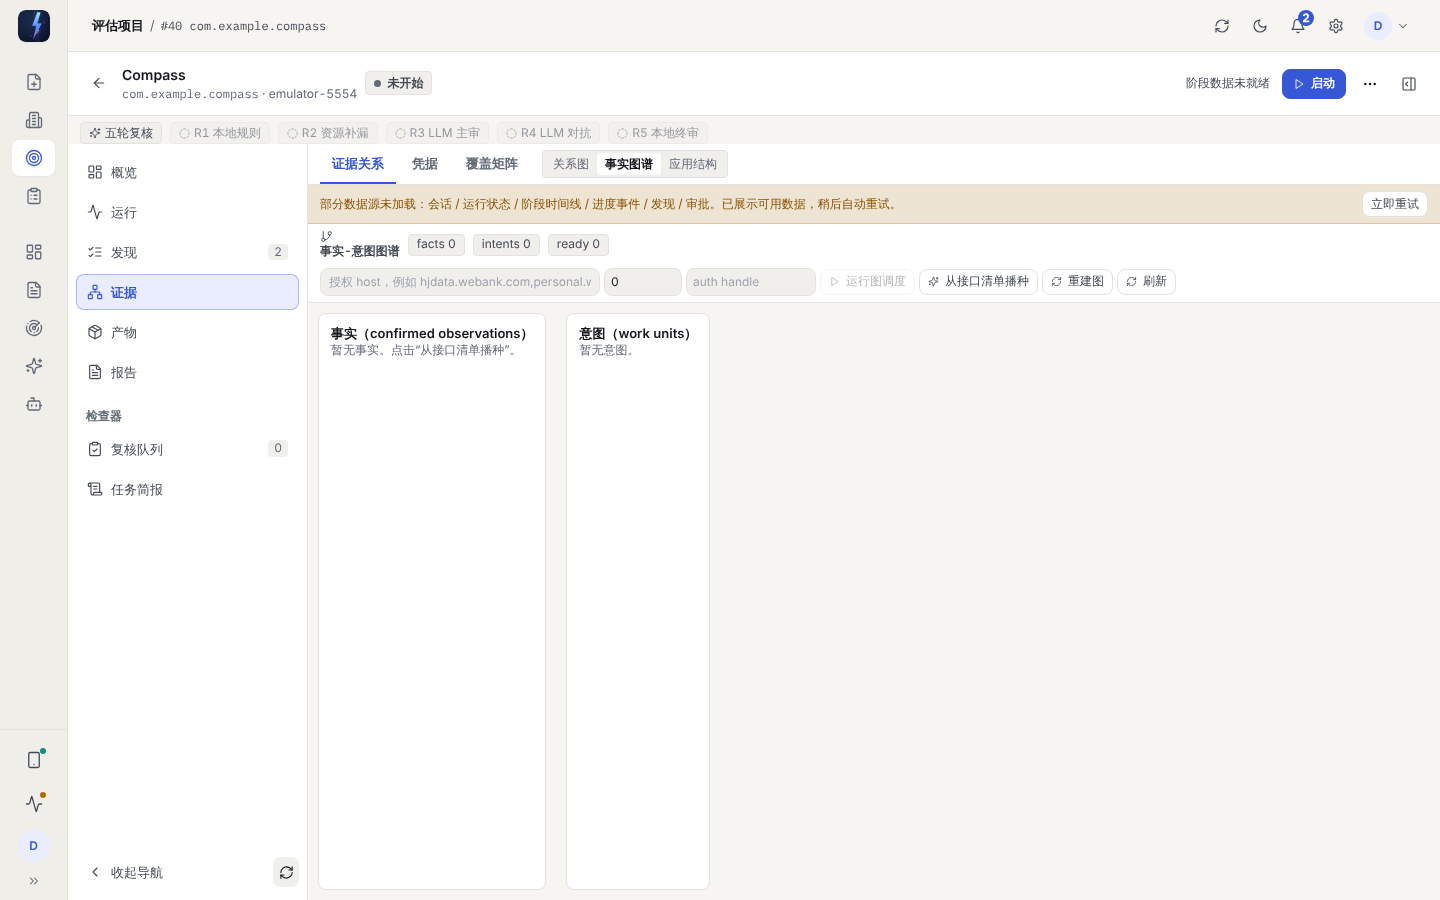 评估项目 / #40 com.example.compass
2
D
Compass
com.example.compass · emulator-5554
未开始
阶段数据未就绪
启动
五轮复核
R1 本地规则
R2 资源补漏
R3 LLM 主审
R4 LLM 对抗
R5 本地终审
概览
运行
发现
2
证据
产物
报告
检查器
复核队列
0
任务简报
收起导航
D
证据关系
凭据
覆盖矩阵
关系图
事实图谱
应用结构
部分数据源未加载：会话 / 运行状态 / 阶段时间线 / 进度事件 / 发现 / 审批。已展示可用数据，稍后自动重试。
立即重试
事实-意图图谱
facts 0
intents 0
ready 0
授权 host，例如 hjdata.webank.com,personal.v
0
auth handle
运行图调度
从接口清单播种
重建图
刷新
事实（confirmed observations）
暂无事实。点击“从接口清单播种”。
意图（work units）
暂无意图。